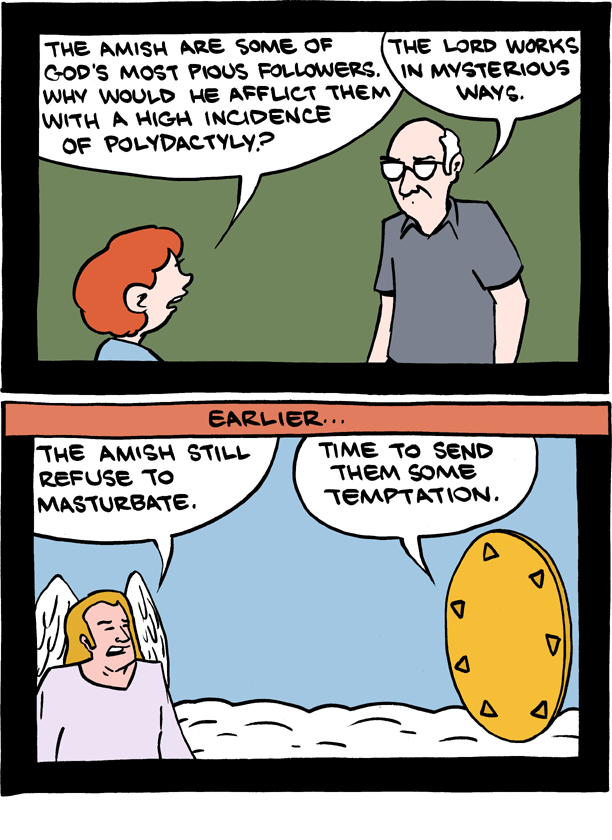 THE AMISH ARE SOME OF
GOD'S MOST PIOUS FOLLOWERS.
WHY WOULD HE AFFLICT THEM
WITH A HIGH INCIDENCE
OF POLYDACTYLY?
THE LORD WORKS
IN MYSTERIOUS
WAYS.
EARLIER...
THE AMISH STILL
REFUSE TO
MASTURBATE.
TIME TO SEND
THEM SOME
TEMPTATION.